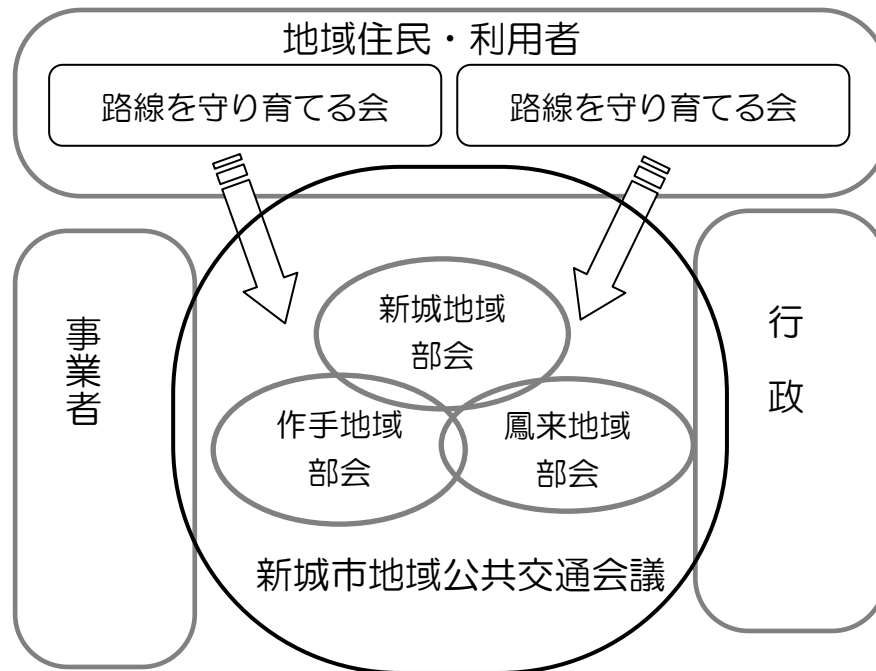 地域住民・利用者
路線を守り育てる会
路線を守り育てる会
事業者
新城地域
部会
作手地域
部会
鳳来地域
部会
行政
新城市地域公共交通会議